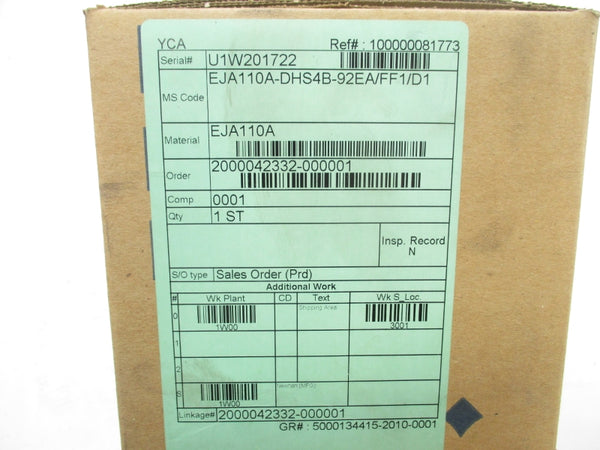 YCA Ref# : 100000081773
Serial# U1W201722
MS Code EJA110A-DHS4B-92EA/FF1/D1
Material EJA110A
Order 2000042332-000001
Comp 0001
Qty 1 ST
Insp. Record
N
S/O type Sales Order (Prd)
Additional Work
# Wk Plant CD Text Wk S_Loc.
0 Shipping Area
1W00 3001
1
2
S
1W00
Linkage# 2000042332-000001
GR# : 5000134415-2010-0001